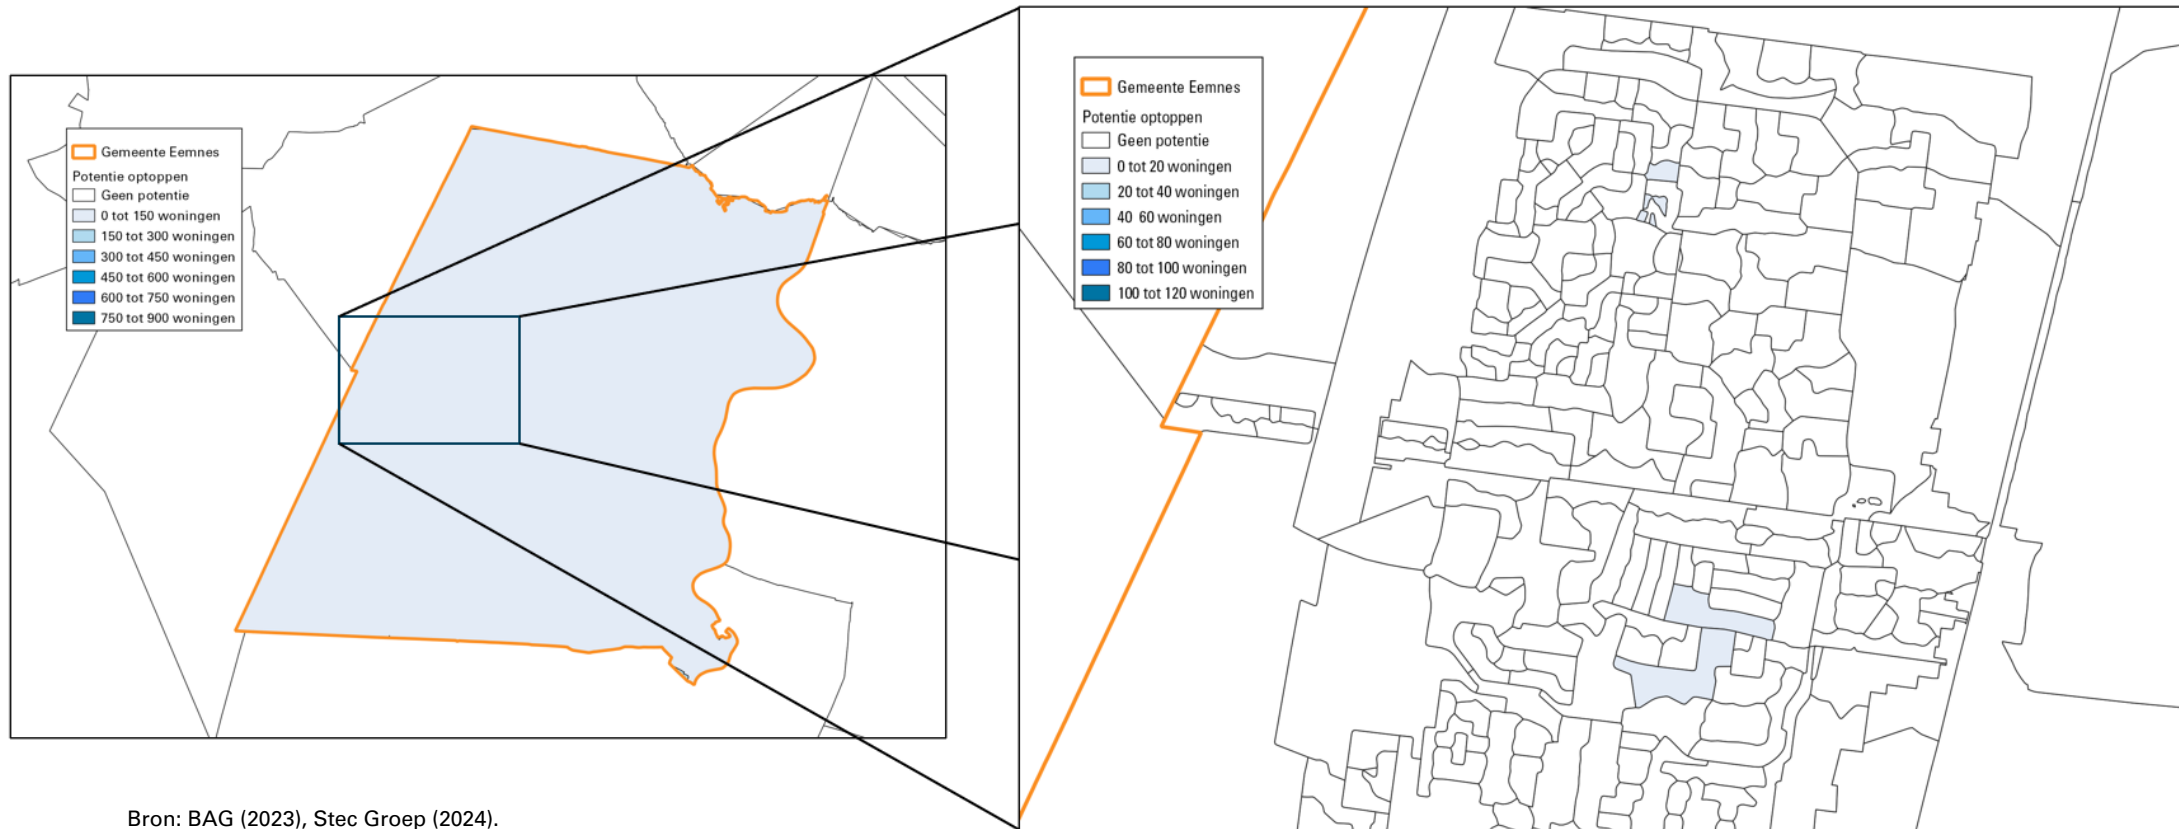 Gemeente Eemnes
Potentie optoppen
Geen potentie
0 tot 150 woningen
150 tot 300 woningen
300 tot 450 woningen
450 tot 600 woningen
600 tot 750 woningen
750 tot 900 woningen
Gemeente Eemnes
Potentie optoppen
Geen potentie
0 tot 20 woningen
20 tot 40 woningen
40 60 woningen
60 tot 80 woningen
80 tot 100 woningen
100 tot 120 woningen
Bron: BAG (2023), Stec Groep (2024).